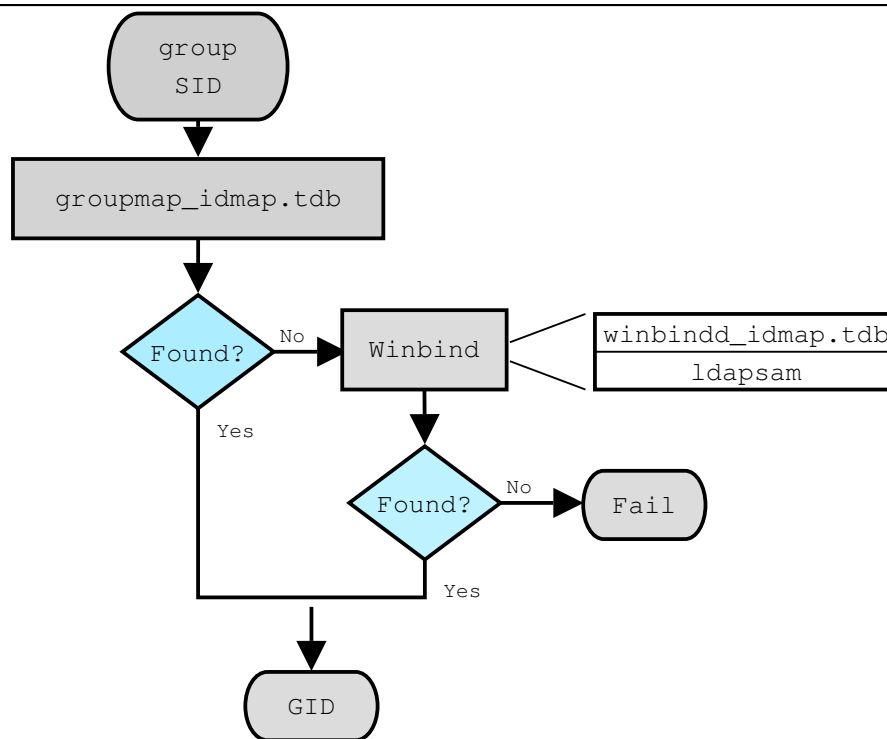 group
SID
groupmap_idmap.tdb
Found?
No
Winbind
winbindd_idmap.tdb
ldapsam
Yes
Found?
No
Fail
Yes
GID